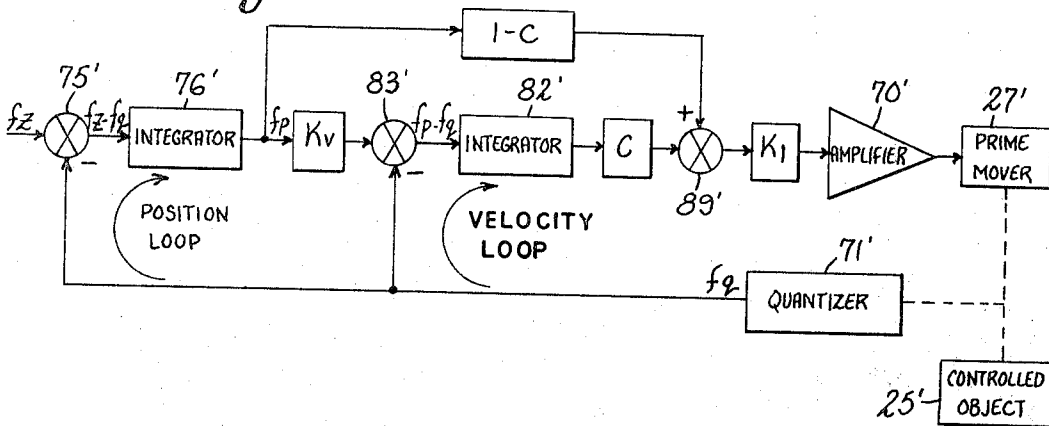 1-C
75'
76'
83'
82'
70'
27'
fz
fz-fq
INTEGRATOR
fp
Kv
fp-fq
INTEGRATOR
C
+
K1
AMPLIFIER
PRIME
MOVER
-
-
89'
POSITION
LOOP
VELOCITY
LOOP
71'
fq
QUANTIZER
CONTROLLED
OBJECT
25'